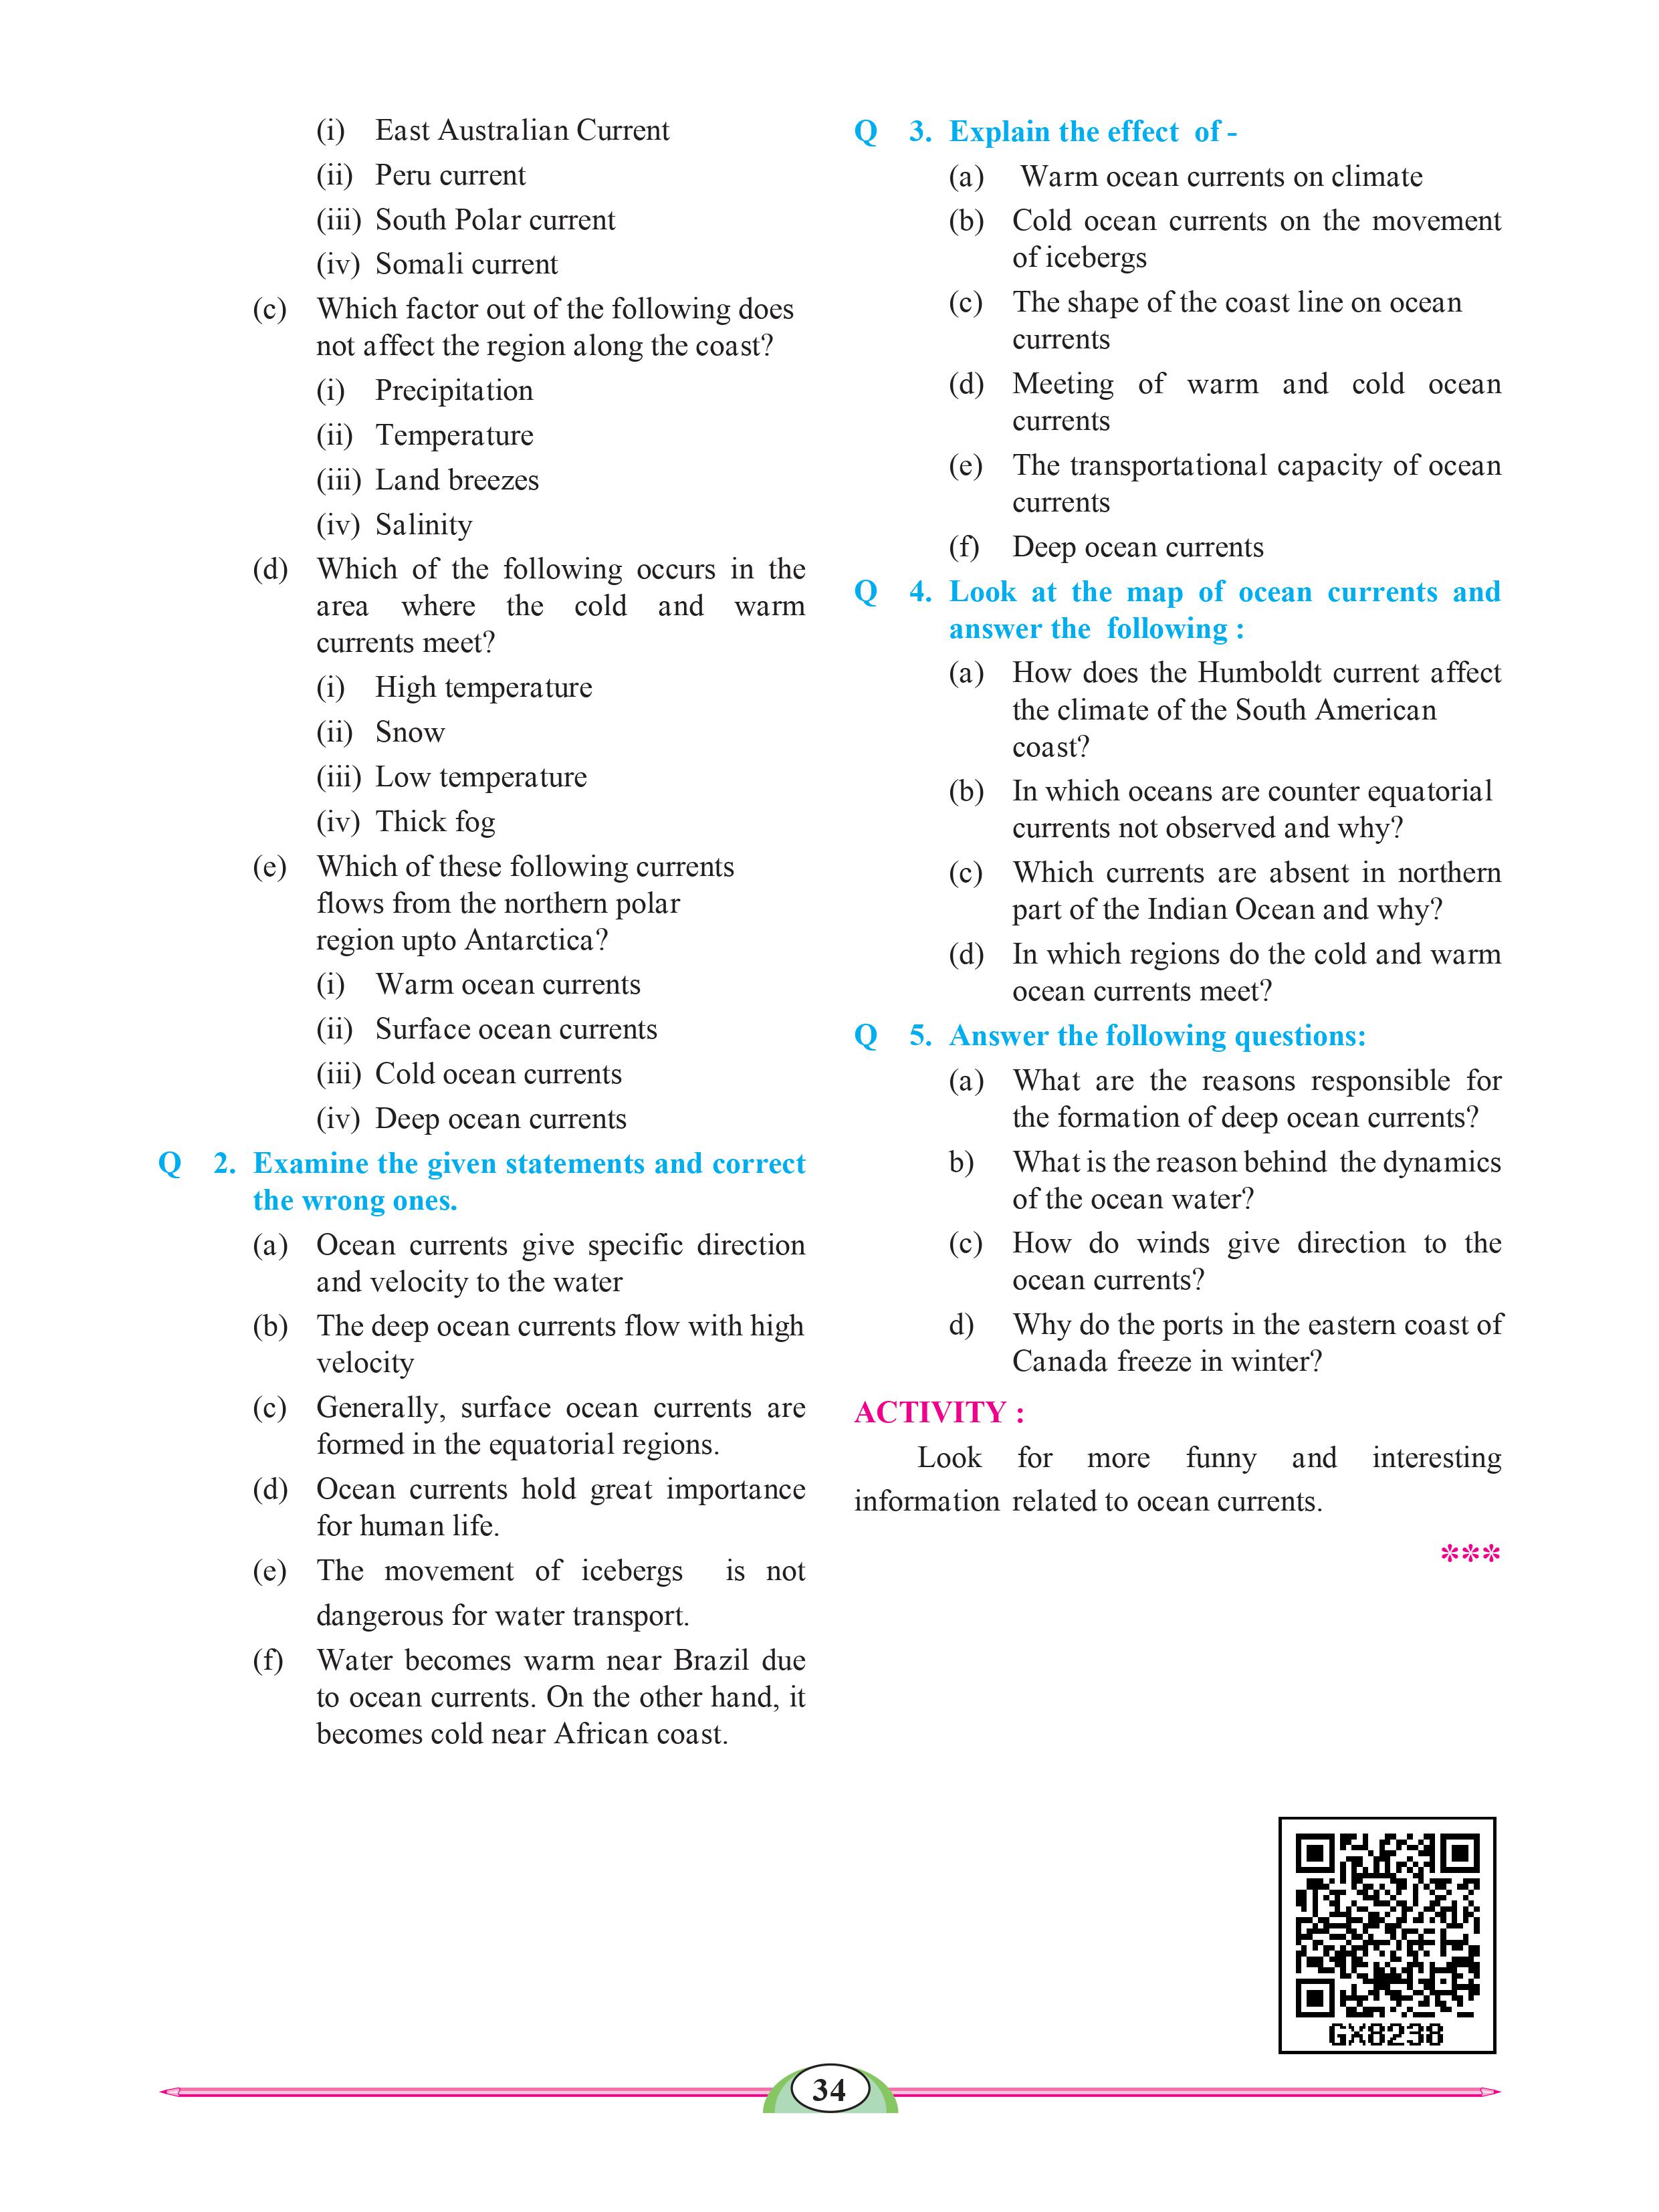 (i) East Australian Current
(ii) Peru current
(iii) South Polar current
(iv) Somali current
(c) Which factor out of the following does
not affect the region along the coast?
(i) Precipitation
(ii) Temperature
(iii) Land breezes
(iv) Salinity
(d) Which of the following occurs in the
area where the cold and warm
currents meet?
(i) High temperature
(ii) Snow
(iii) Low temperature
(iv) Thick fog
(e) Which of these following currents
flows from the northern polar
region upto Antarctica?
(i) Warm ocean currents
(ii) Surface ocean currents
(iii) Cold ocean currents
(iv) Deep ocean currents
Q 2. Examine the given statements and correct
the wrong ones.
(a) Ocean currents give specific direction
and velocity to the water
(b) The deep ocean currents flow with high
velocity
(c) Generally, surface ocean currents are
formed in the equatorial regions.
(d) Ocean currents hold great importance
for human life.
(e) The movement of icebergs is not
dangerous for water transport.
(f) Water becomes warm near Brazil due
to ocean currents. On the other hand, it
becomes cold near African coast.
Q 3. Explain the effect of -
(a) Warm ocean currents on climate
(b) Cold ocean currents on the movement
of icebergs
(c) The shape of the coast line on ocean
currents
(d) Meeting of warm and cold ocean
currents
(e) The transportational capacity of ocean
currents
(f) Deep ocean currents
Q 4. Look at the map of ocean currents and
answer the following :
(a) How does the Humboldt current affect
the climate of the South American
coast?
(b) In which oceans are counter equatorial
currents not observed and why?
(c) Which currents are absent in northern
part of the Indian Ocean and why?
(d) In which regions do the cold and warm
ocean currents meet?
Q 5. Answer the following questions:
(a) What are the reasons responsible for
the formation of deep ocean currents?
b) What is the reason behind the dynamics
of the ocean water?
(c) How do winds give direction to the
ocean currents?
d) Why do the ports in the eastern coast of
Canada freeze in winter?
ACTIVITY :
Look for more funny and interesting
information related to ocean currents.
***
GX8238
34